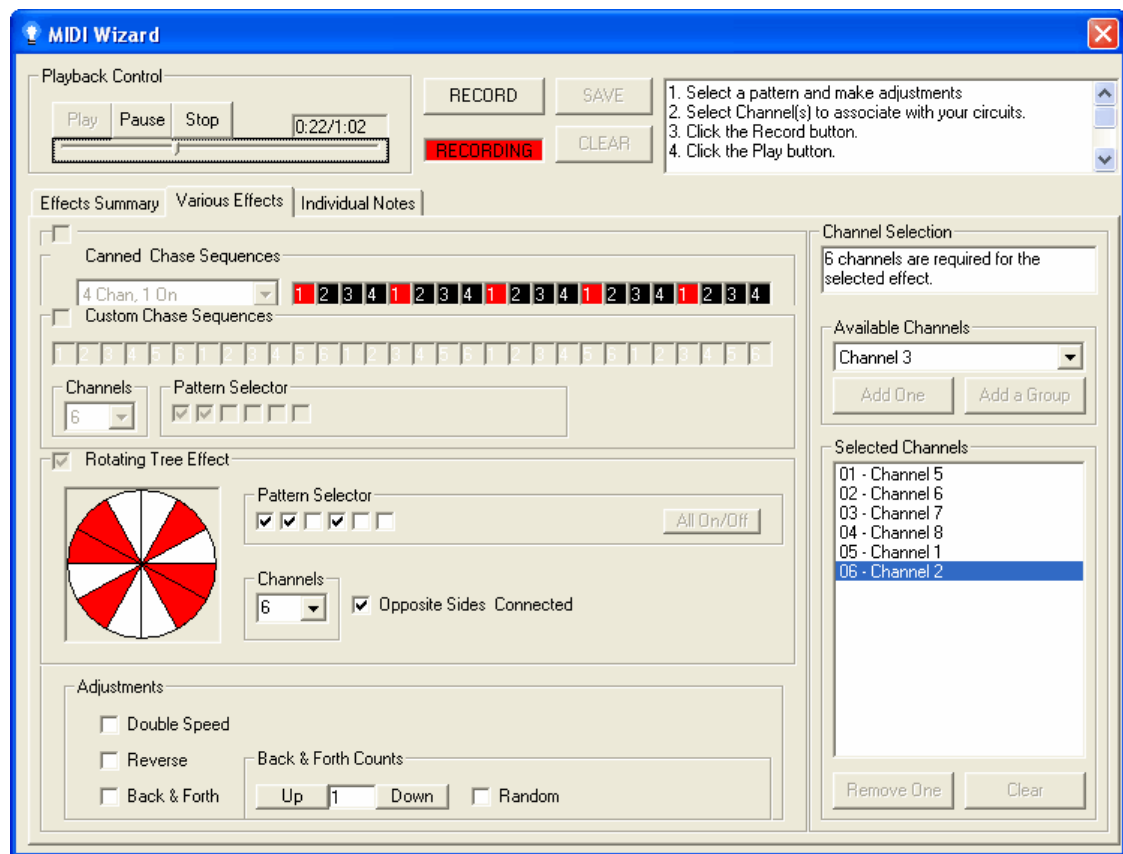 MIDI Wizard
Playback Control
Play Pause Stop
0:22/1:02
RECORD SAVE
RECORDING CLEAR
1. Select a pattern and make adjustments
2. Select Channel(s) to associate with your circuits.
3. Click the Record button.
4. Click the Play button.
Effects Summary Various Effects Individual Notes
Canned Chase Sequences
4 Chan, 1 On
1 2 3 4 1 2 3 4 1 2 3 4 1 2 3 4 1 2 3 4
Custom Chase Sequences
1 2 3 4 5 6 1 2 3 4 5 6 1 2 3 4 5 6 1 2 3 4 5 6 1 2 3 4 5 6
Channels
6
Pattern Selector
Rotating Tree Effect
Pattern Selector
All On/Off
Channels
6
Opposite Sides Connected
Adjustments
Double Speed
Reverse
Back & Forth
Back & Forth Counts
Up 1 Down
Random
Channel Selection
6 channels are required for the
selected effect.
Available Channels
Channel 3
Add One Add a Group
Selected Channels
01 - Channel 5
02 - Channel 6
03 - Channel 7
04 - Channel 8
05 - Channel 1
06 - Channel 2
Remove One Clear